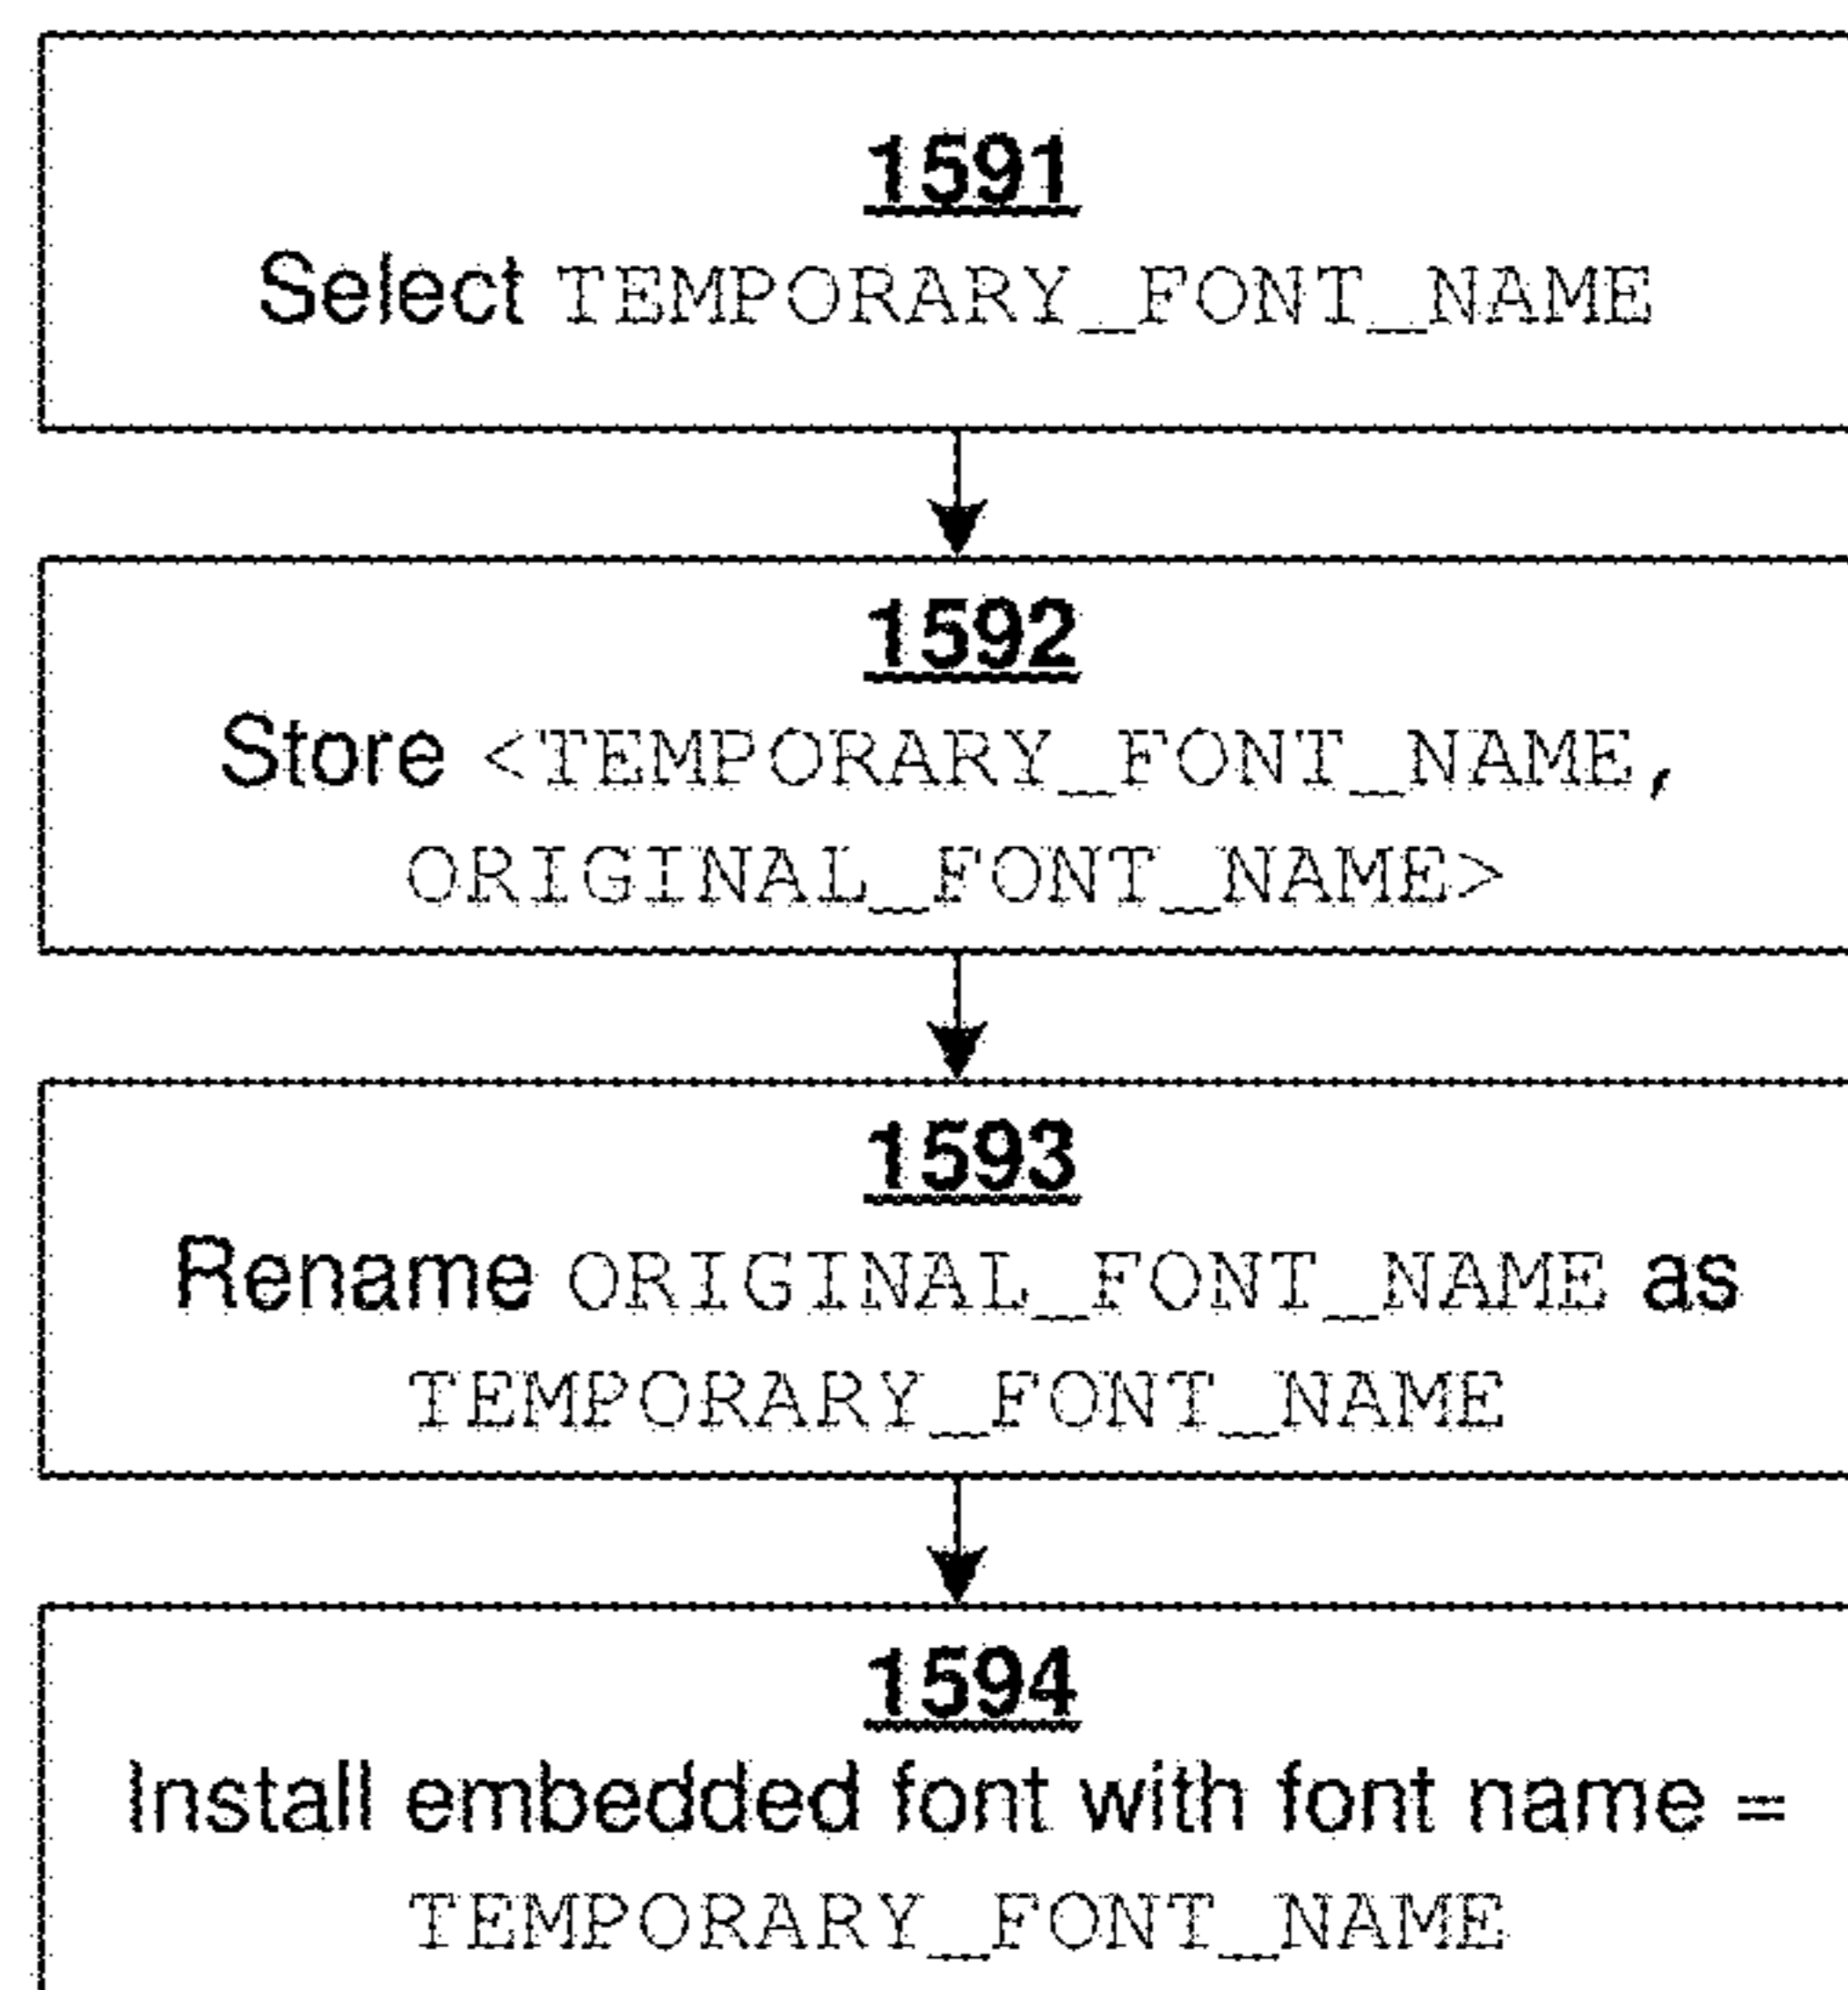 1591
Select TEMPORARY_FONT_NAME
1592
Store <TEMPORARY_FONT_NAME,
ORIGINAL_FONT_NAME>
1593
Rename ORIGINAL_FONT_NAME as
TEMPORARY_FONT_NAME
1594
Install embedded font with font name =
TEMPORARY_FONT_NAME